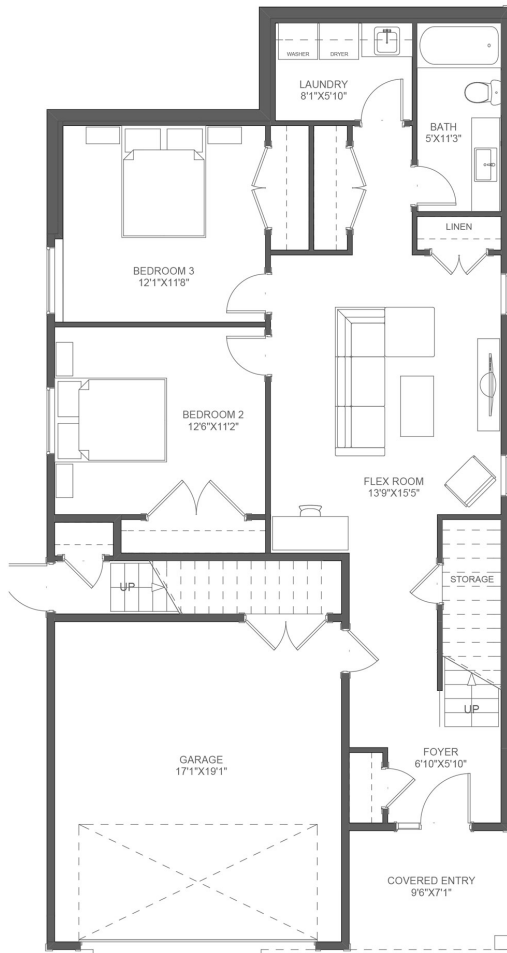 WASHER
DRYER
LAUNDRY
8'1"X5'10"
BATH
5'X11'3"
LINEN
BEDROOM 3
12'1"X11'8"
BEDROOM 2
12'6"X11'2"
FLEX ROOM
13'9"X15'5"
UP
STORAGE
UP
GARAGE
17'1"X19'1"
FOYER
6'10"X5'10"
COVERED ENTRY
9'6"X7'1"